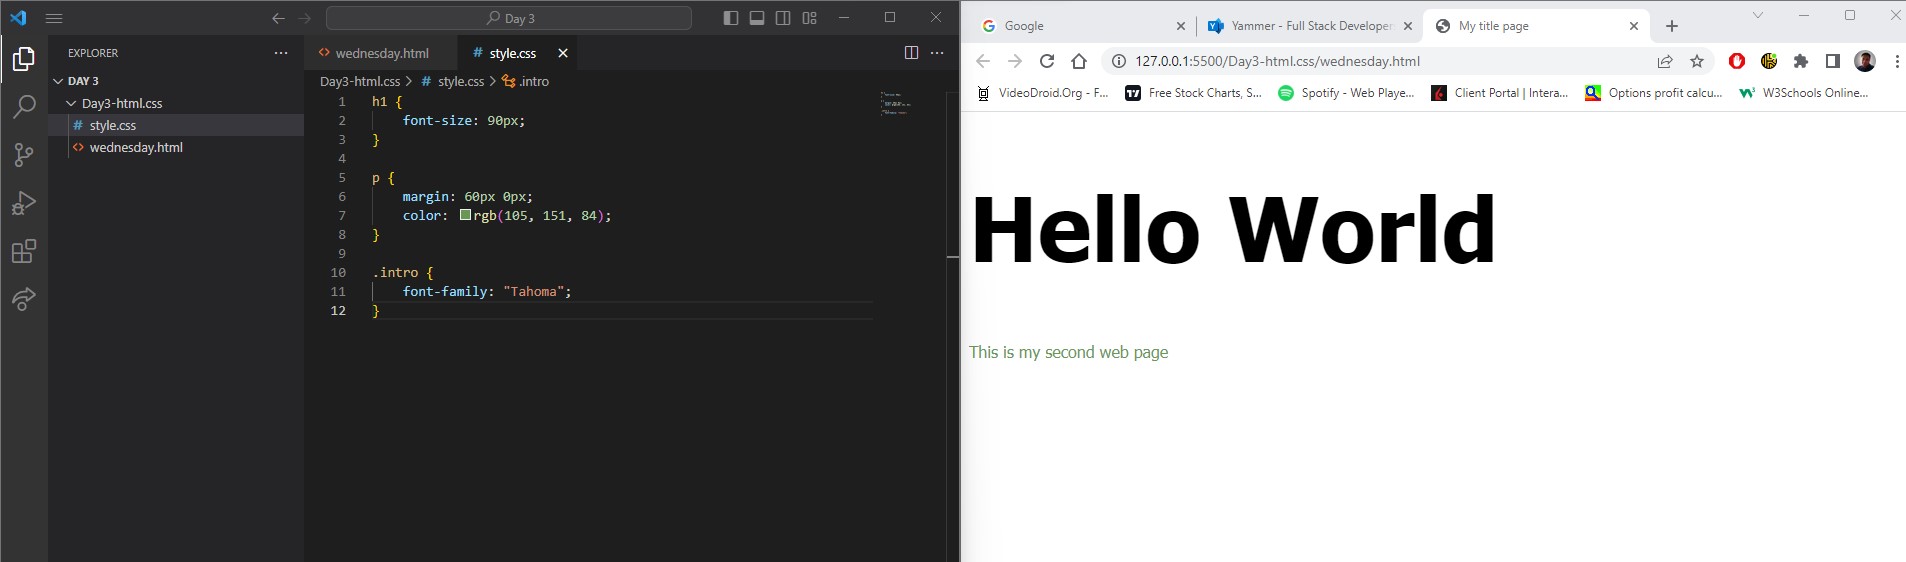 Day 3
EXPLORER
DAY 3
Day3-html.css
# style.css
<> wednesday.html
<> wednesday.html
# style.css
Day3-html.css > # style.css > .intro
1 h1 {
2 font-size: 90px;
3 }
4
5 p {
6 margin: 60px 0px;
7 color: rgb(105, 151, 84);
8 }
9
10 .intro {
11 font-family: "Tahoma";
12 }
Google
Yammer - Full Stack Developer
My title page
127.0.0.1:5500/Day3-html.css/wednesday.html
VideoDroid.Org - F...
Free Stock Charts, S...
Spotify - Web Playe...
Client Portal | Intera...
Options profit calcu...
W3Schools Online...
Hello World
This is my second web page